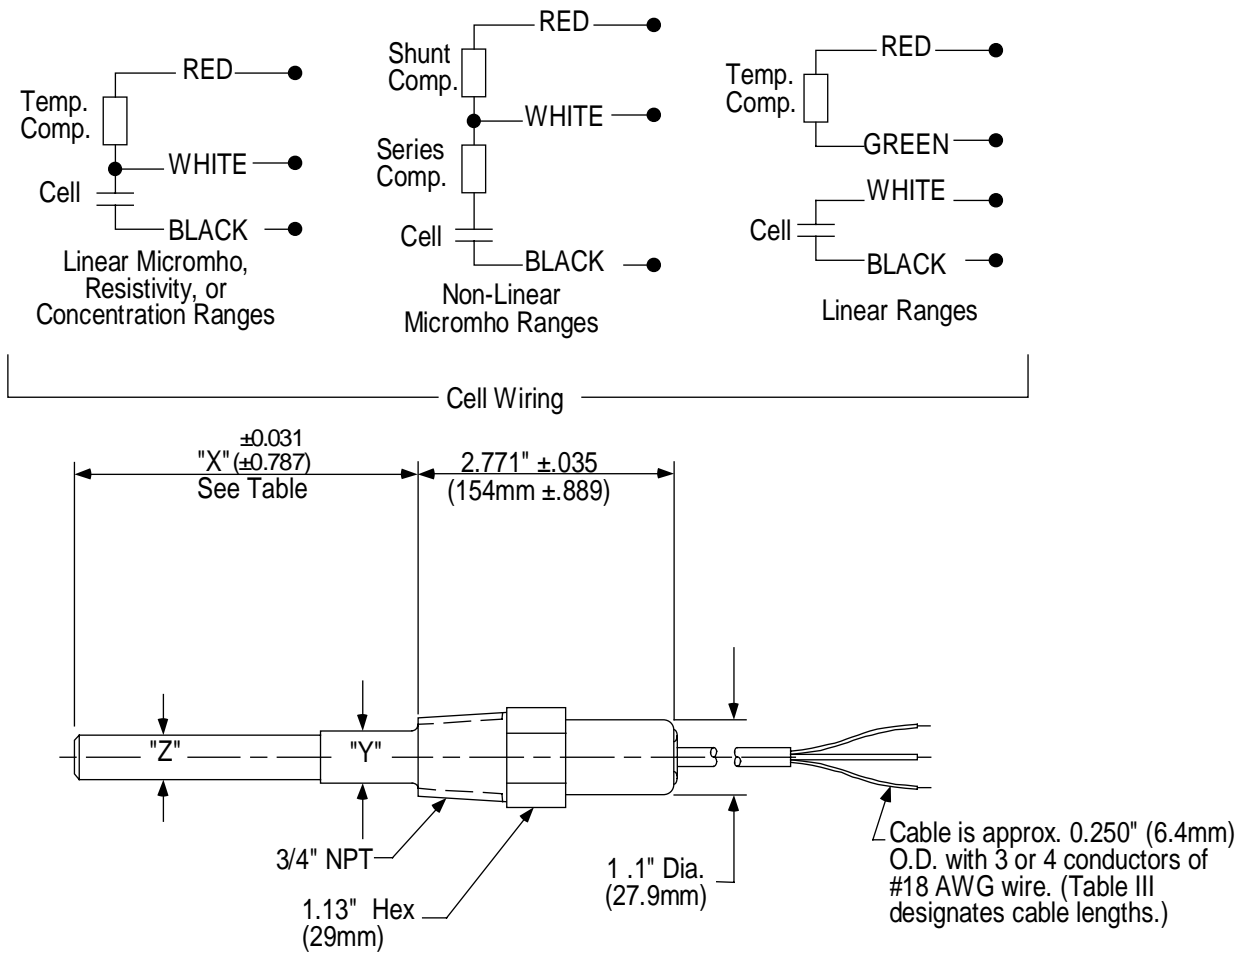 RED
Temp.
Comp.
WHITE
Cell
BLACK
Linear Micromho,
Resistivity, or
Concentration Ranges
RED
Shunt
Comp.
WHITE
Series
Comp.
Cell
BLACK
Non-Linear
Micromho Ranges
RED
Temp.
Comp.
GREEN
WHITE
Cell
BLACK
Linear Ranges
Cell Wiring
±0.031
"X" (±0.787)
See Table
2.771" ±.035
(154mm ±.889)
"Z"
"Y"
3/4" NPT
1.13" Hex
(29mm)
1 .1" Dia.
(27.9mm)
Cable is approx. 0.250" (6.4mm)
O.D. with 3 or 4 conductors of
#18 AWG wire. (Table III
designates cable lengths.)